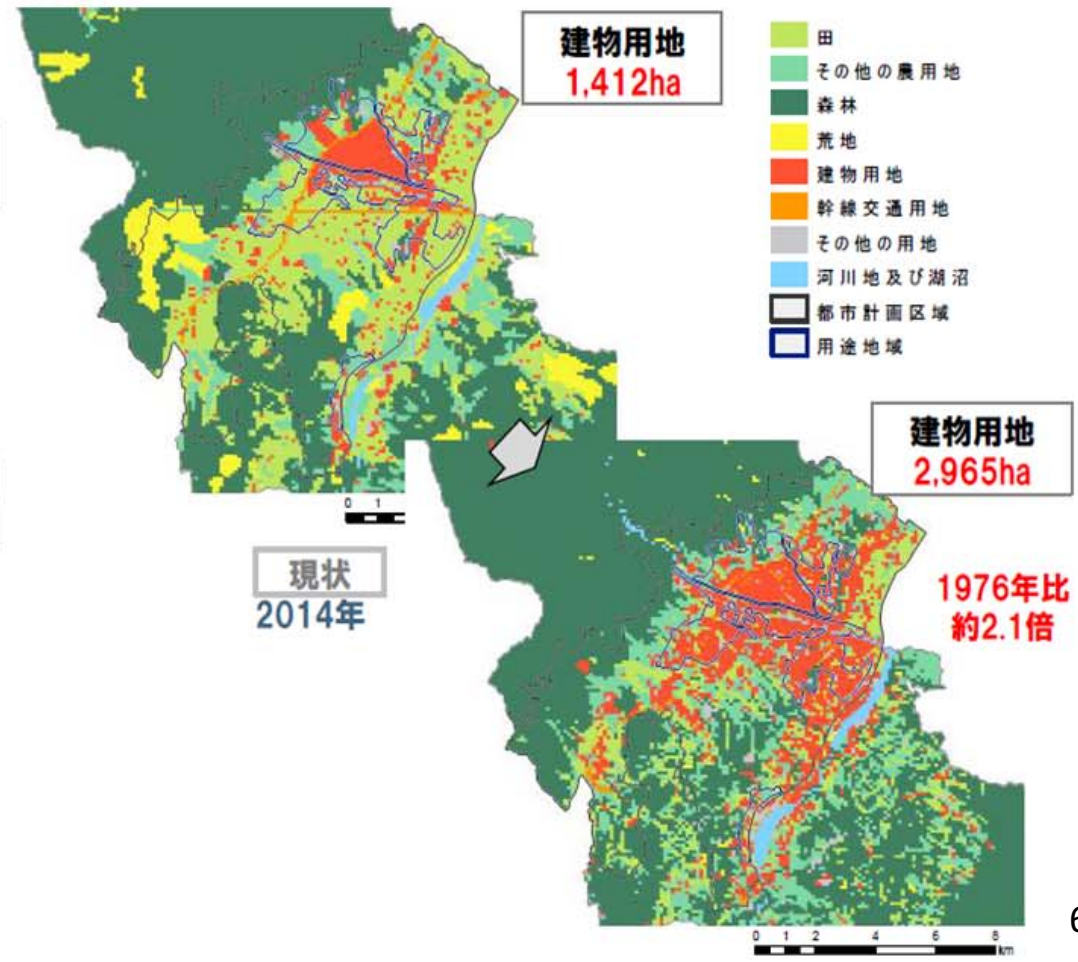 建物用地
1,412ha
田
その他の農用地
森林
荒地
建物用地
幹線交通用地
その他の用地
河川地及び湖沼
都市計画区域
用途地域
建物用地
2,965ha
0 1
現状
2014年
1976年比
約2.1倍
0 1 2 4 6 8
km
6